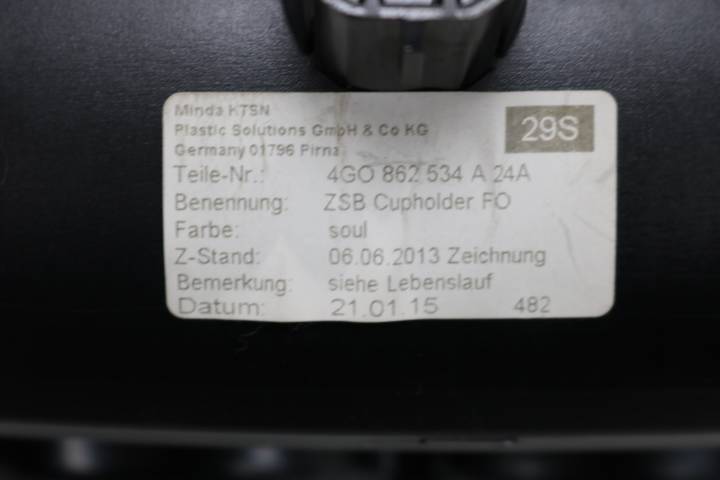 Minda KTSN
Plastic Solutions GmbH & Co KG
Germany 01796 Pirna
29S
Teile-Nr.: 4GO 862 534 A 24A
Benennung: ZSB Cupholder FO
Farbe: soul
Z-Stand: 06.06.2013 Zeichnung
Bemerkung: siehe Lebenslauf
Datum: 21.01.15 482